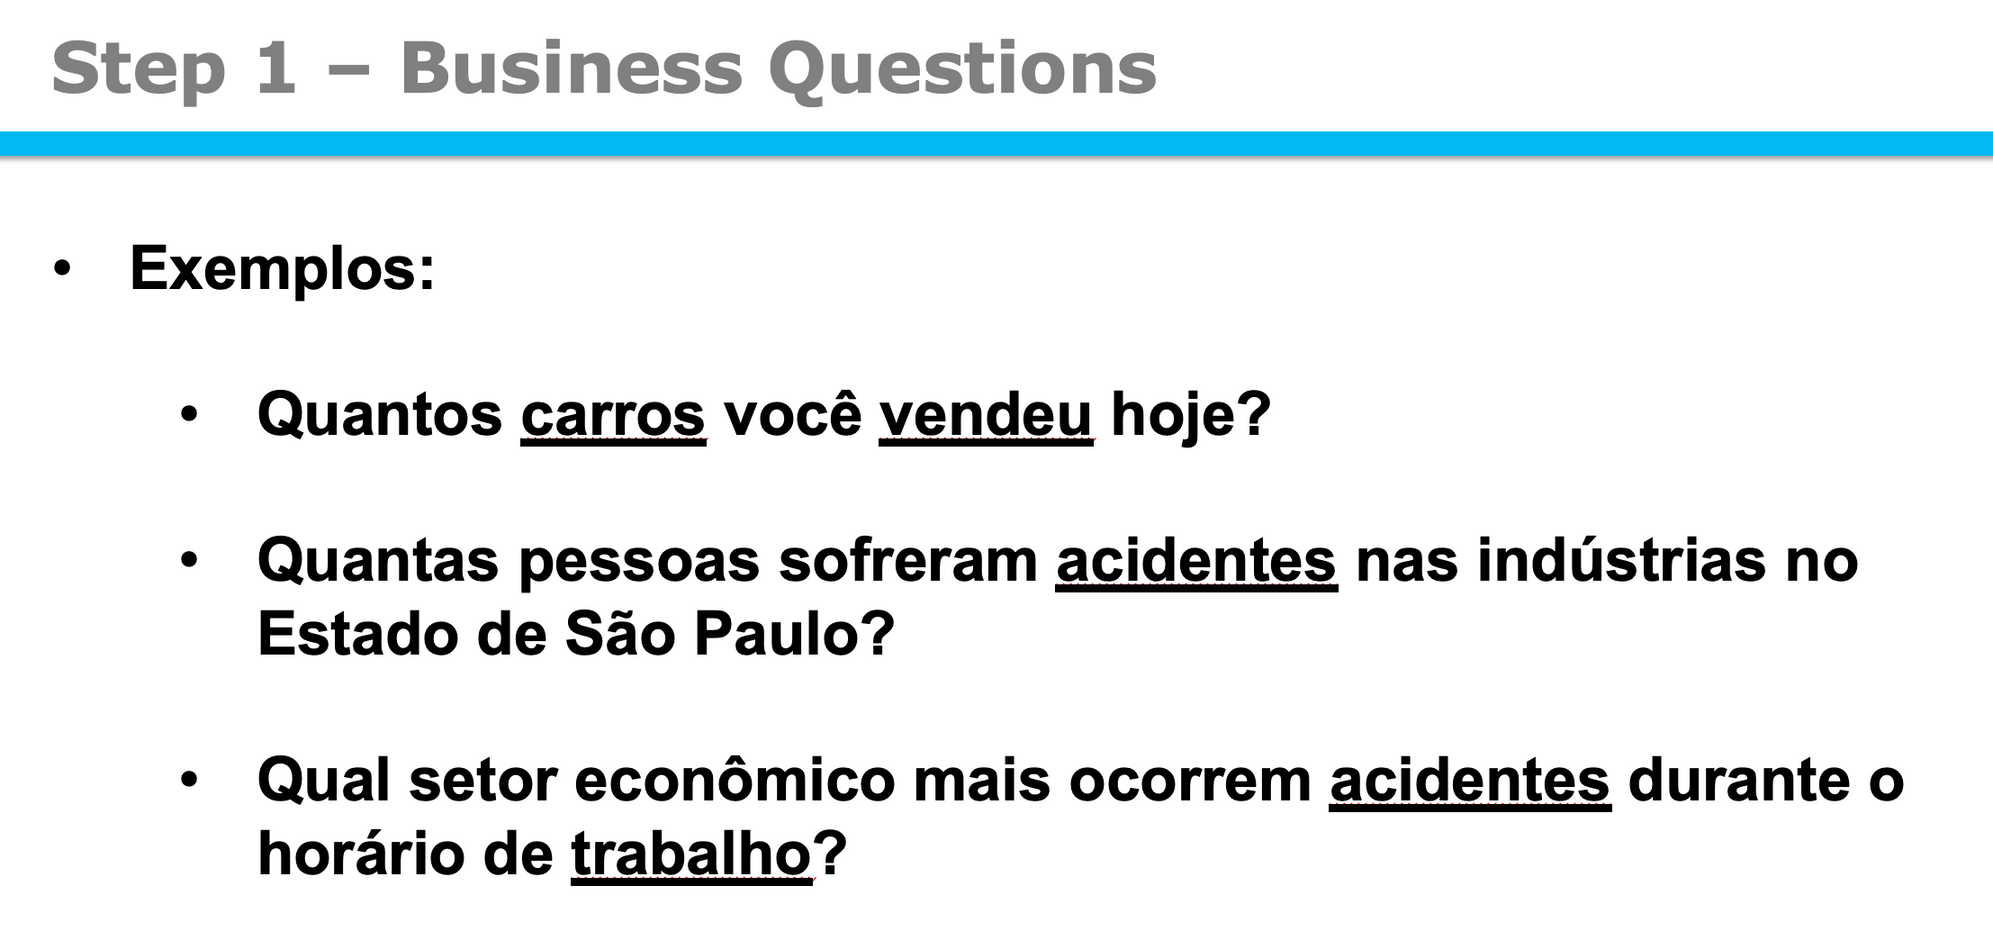 Step 1 – Business Questions
• Exemplos:
• Quantos carros você vendeu hoje?
• Quantas pessoas sofreram acidentes nas indústrias no
Estado de São Paulo?
• Qual setor econômico mais ocorrem acidentes durante o
horário de trabalho?